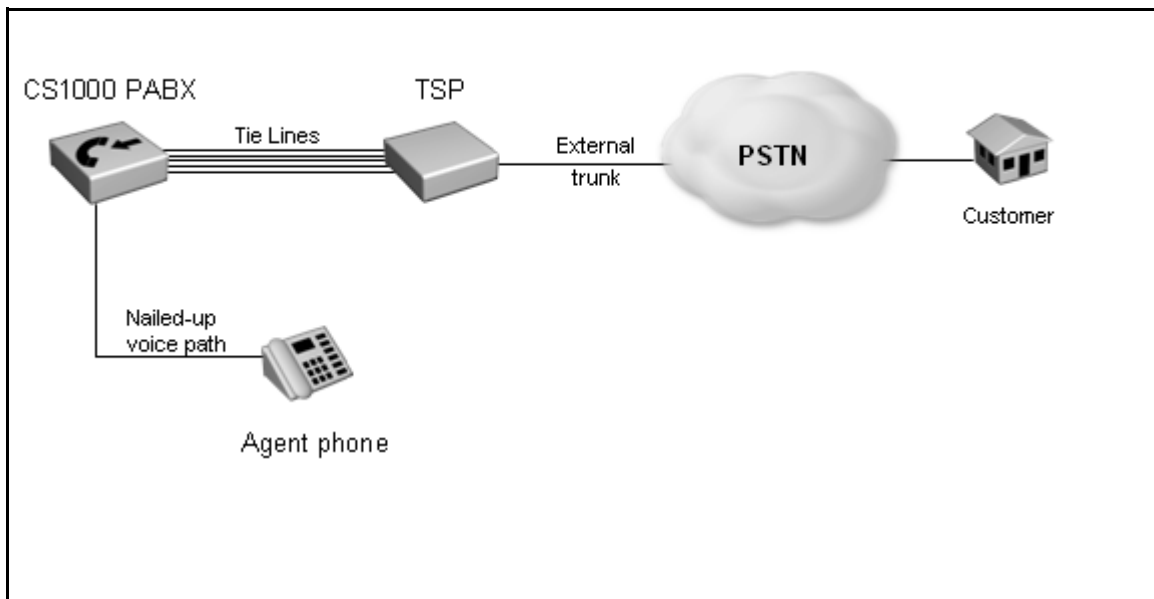 CS1000 PABX
TSP
Tie Lines
External
trunk
PSTN
Customer
Nailed-up
voice path
Agent phone